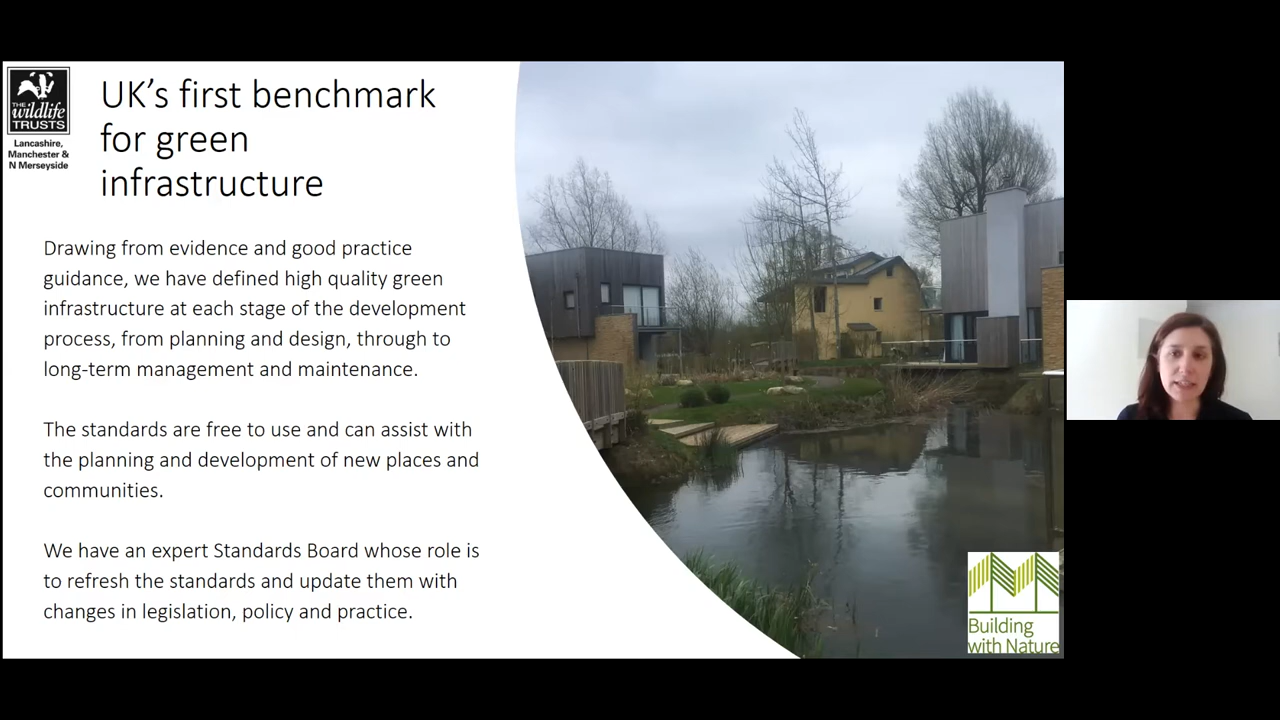 THE
wildlife
TRUSTS
Lancashire,
Manchester &
N Merseyside
UK's first benchmark
for green
infrastructure
Drawing from evidence and good practice
guidance, we have defined high quality green
infrastructure at each stage of the development
process, from planning and design, through to
long-term management and maintenance.
The standards are free to use and can assist with
the planning and development of new places and
communities.
We have an expert Standards Board whose role is
to refresh the standards and update them with
changes in legislation, policy and practice.
Building
with Nature